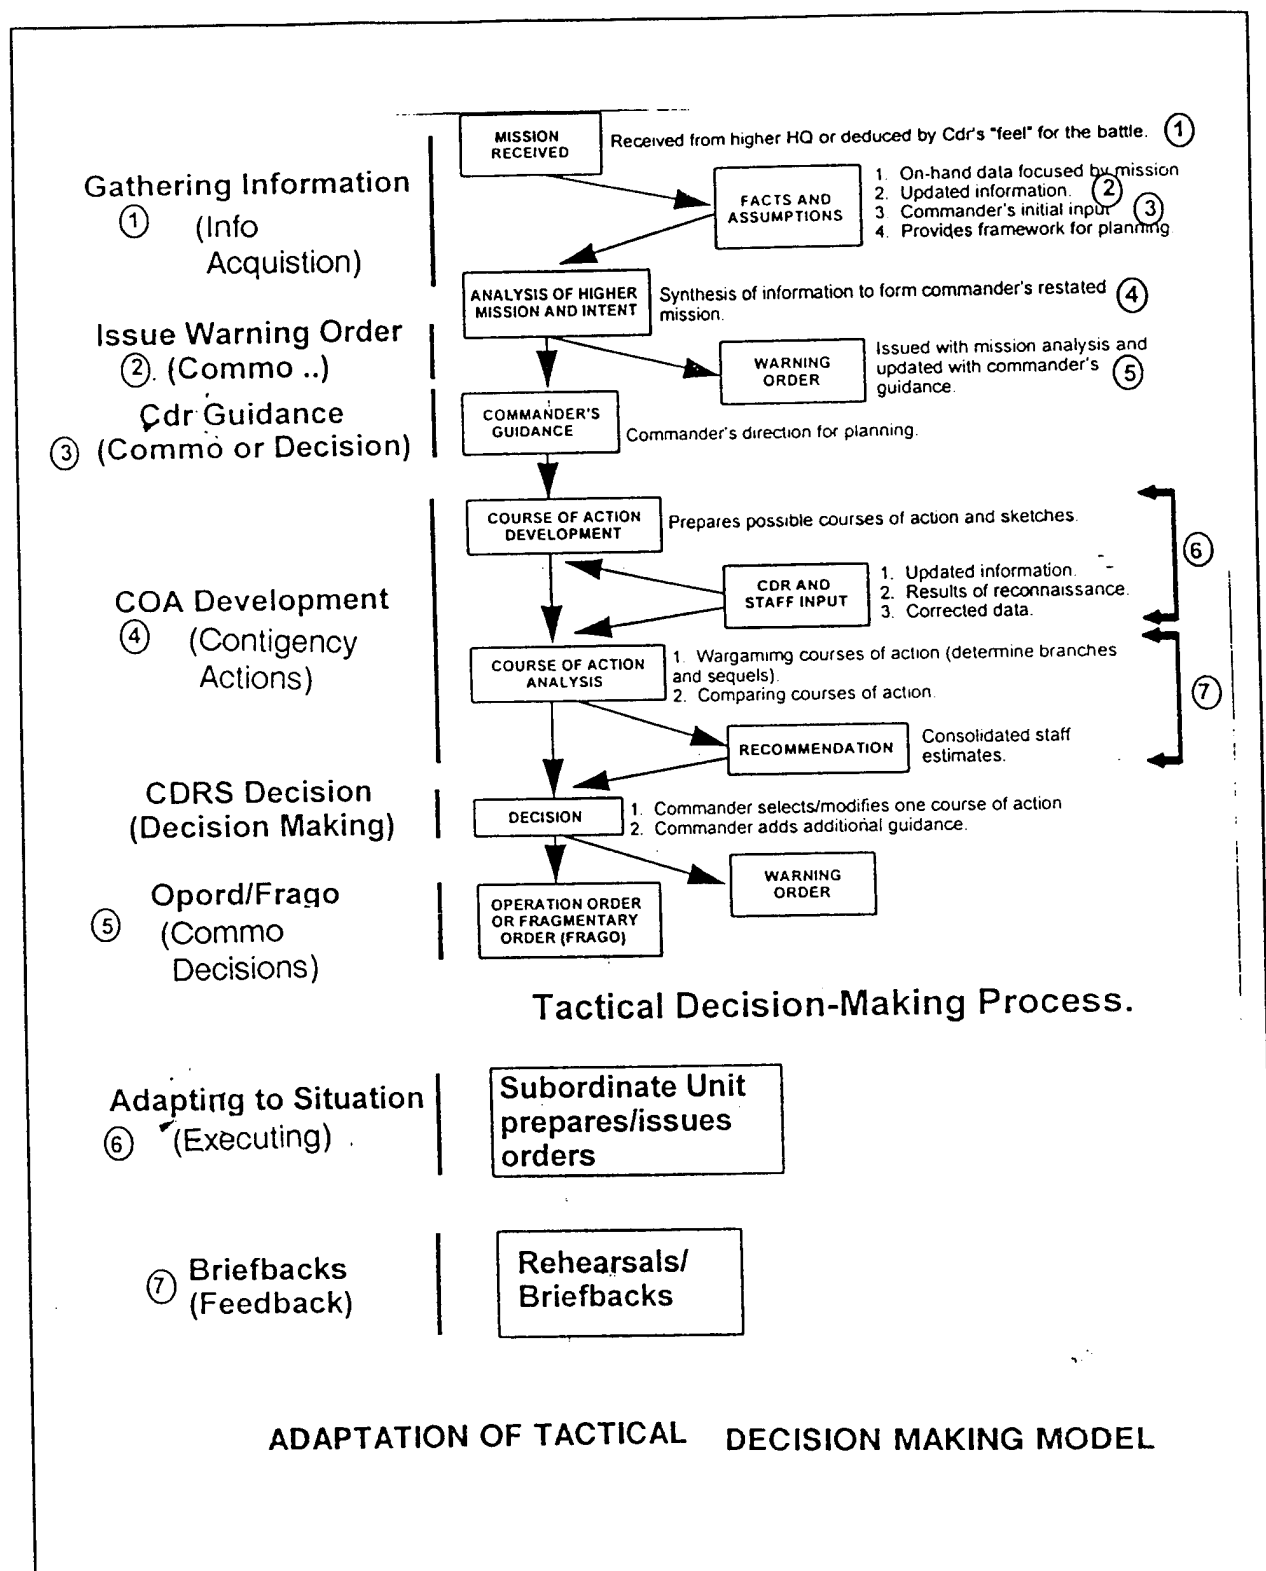 MISSION
RECEIVED
Received from higher HQ or deduced by Cdr's "feel" for the battle. 1
Gathering Information
1 (Info
Acquistion)
FACTS AND
ASSUMPTIONS
1. On-hand data focused by mission
2. Updated information. 2
3 Commander's initial input 3
4. Provides framework for planning
ANALYSIS OF HIGHER
MISSION AND INTENT
Synthesis of information to form commander's restated 4
mission.
Issue Warning Order
2. (Commo ..)
WARNING
ORDER
Issued with mission analysis and
updated with commander's 5
guidance.
Cdr Guidance
3 (Commo or Decision)
COMMANDER'S
GUIDANCE
Commander's direction for planning.
COURSE OF ACTION
DEVELOPMENT
Prepares possible courses of action and sketches.
6
COA Development
4 (Contigency
Actions)
CDR AND
STAFF INPUT
1. Updated information.
2. Results of reconnaissance.
3. Corrected data.
COURSE OF ACTION
ANALYSIS
1. Wargaming courses of action (determine branches
and sequels).
2. Comparing courses of action.
7
RECOMMENDATION
Consolidated staff
estimates.
CDRS Decision
(Decision Making)
DECISION
1. Commander selects/modifies one course of action
2. Commander adds additional guidance.
WARNING
ORDER
Opord/Frago
5 (Commo
Decisions)
OPERATION ORDER
OR FRAGMENTARY
ORDER (FRAGO)
Tactical Decision-Making Process.
Adapting to Situation
6 (Executing)
Subordinate Unit
prepares/issues
orders
7 Briefbacks
(Feedback)
Rehearsals/
Briefbacks
ADAPTATION OF TACTICAL DECISION MAKING MODEL